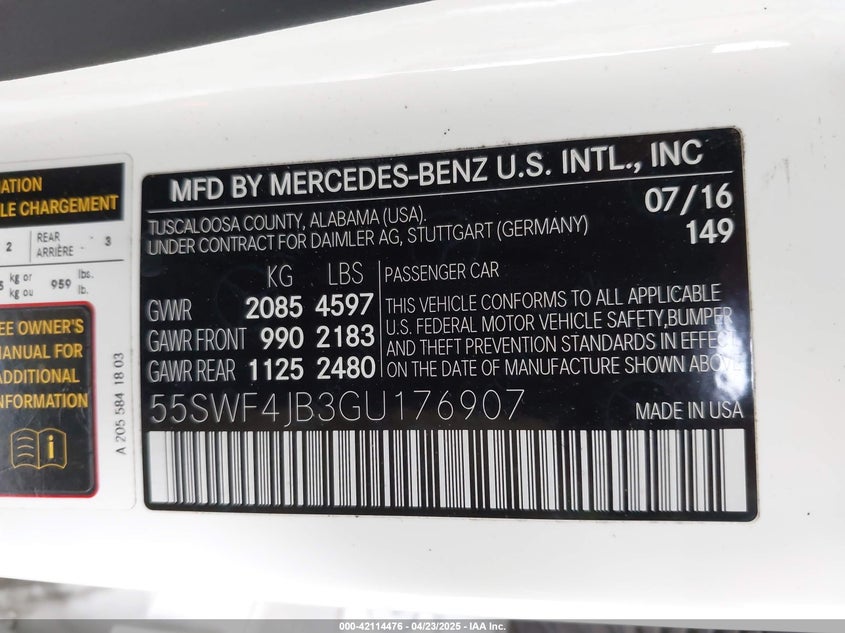 ATION
LE CHARGEMENT
2 REAR ARRIÈRE - 3
kg or 959 lbs.
kg ou lb.
EE OWNER'S
MANUAL FOR
ADDITIONAL
INFORMATION
A 205 584 18 03
MFD BY MERCEDES-BENZ U.S. INTL., INC
TUSCALOOSA COUNTY, ALABAMA (USA). 07/16
UNDER CONTRACT FOR DAIMLER AG, STUTTGART (GERMANY) 149
KG LBS
GVWR 2085 4597
GAWR FRONT 990 2183
GAWR REAR 1125 2480
PASSENGER CAR
THIS VEHICLE CONFORMS TO ALL APPLICABLE
U.S. FEDERAL MOTOR VEHICLE SAFETY,BUMPER
AND THEFT PREVENTION STANDARDS IN EFFECT
ON THE DATE OF MANUFACTURE SHOWN ABOVE
55SWF4JB3GU176907 MADE IN USA
000-42114476 - 04/23/2025 - IAA Inc.